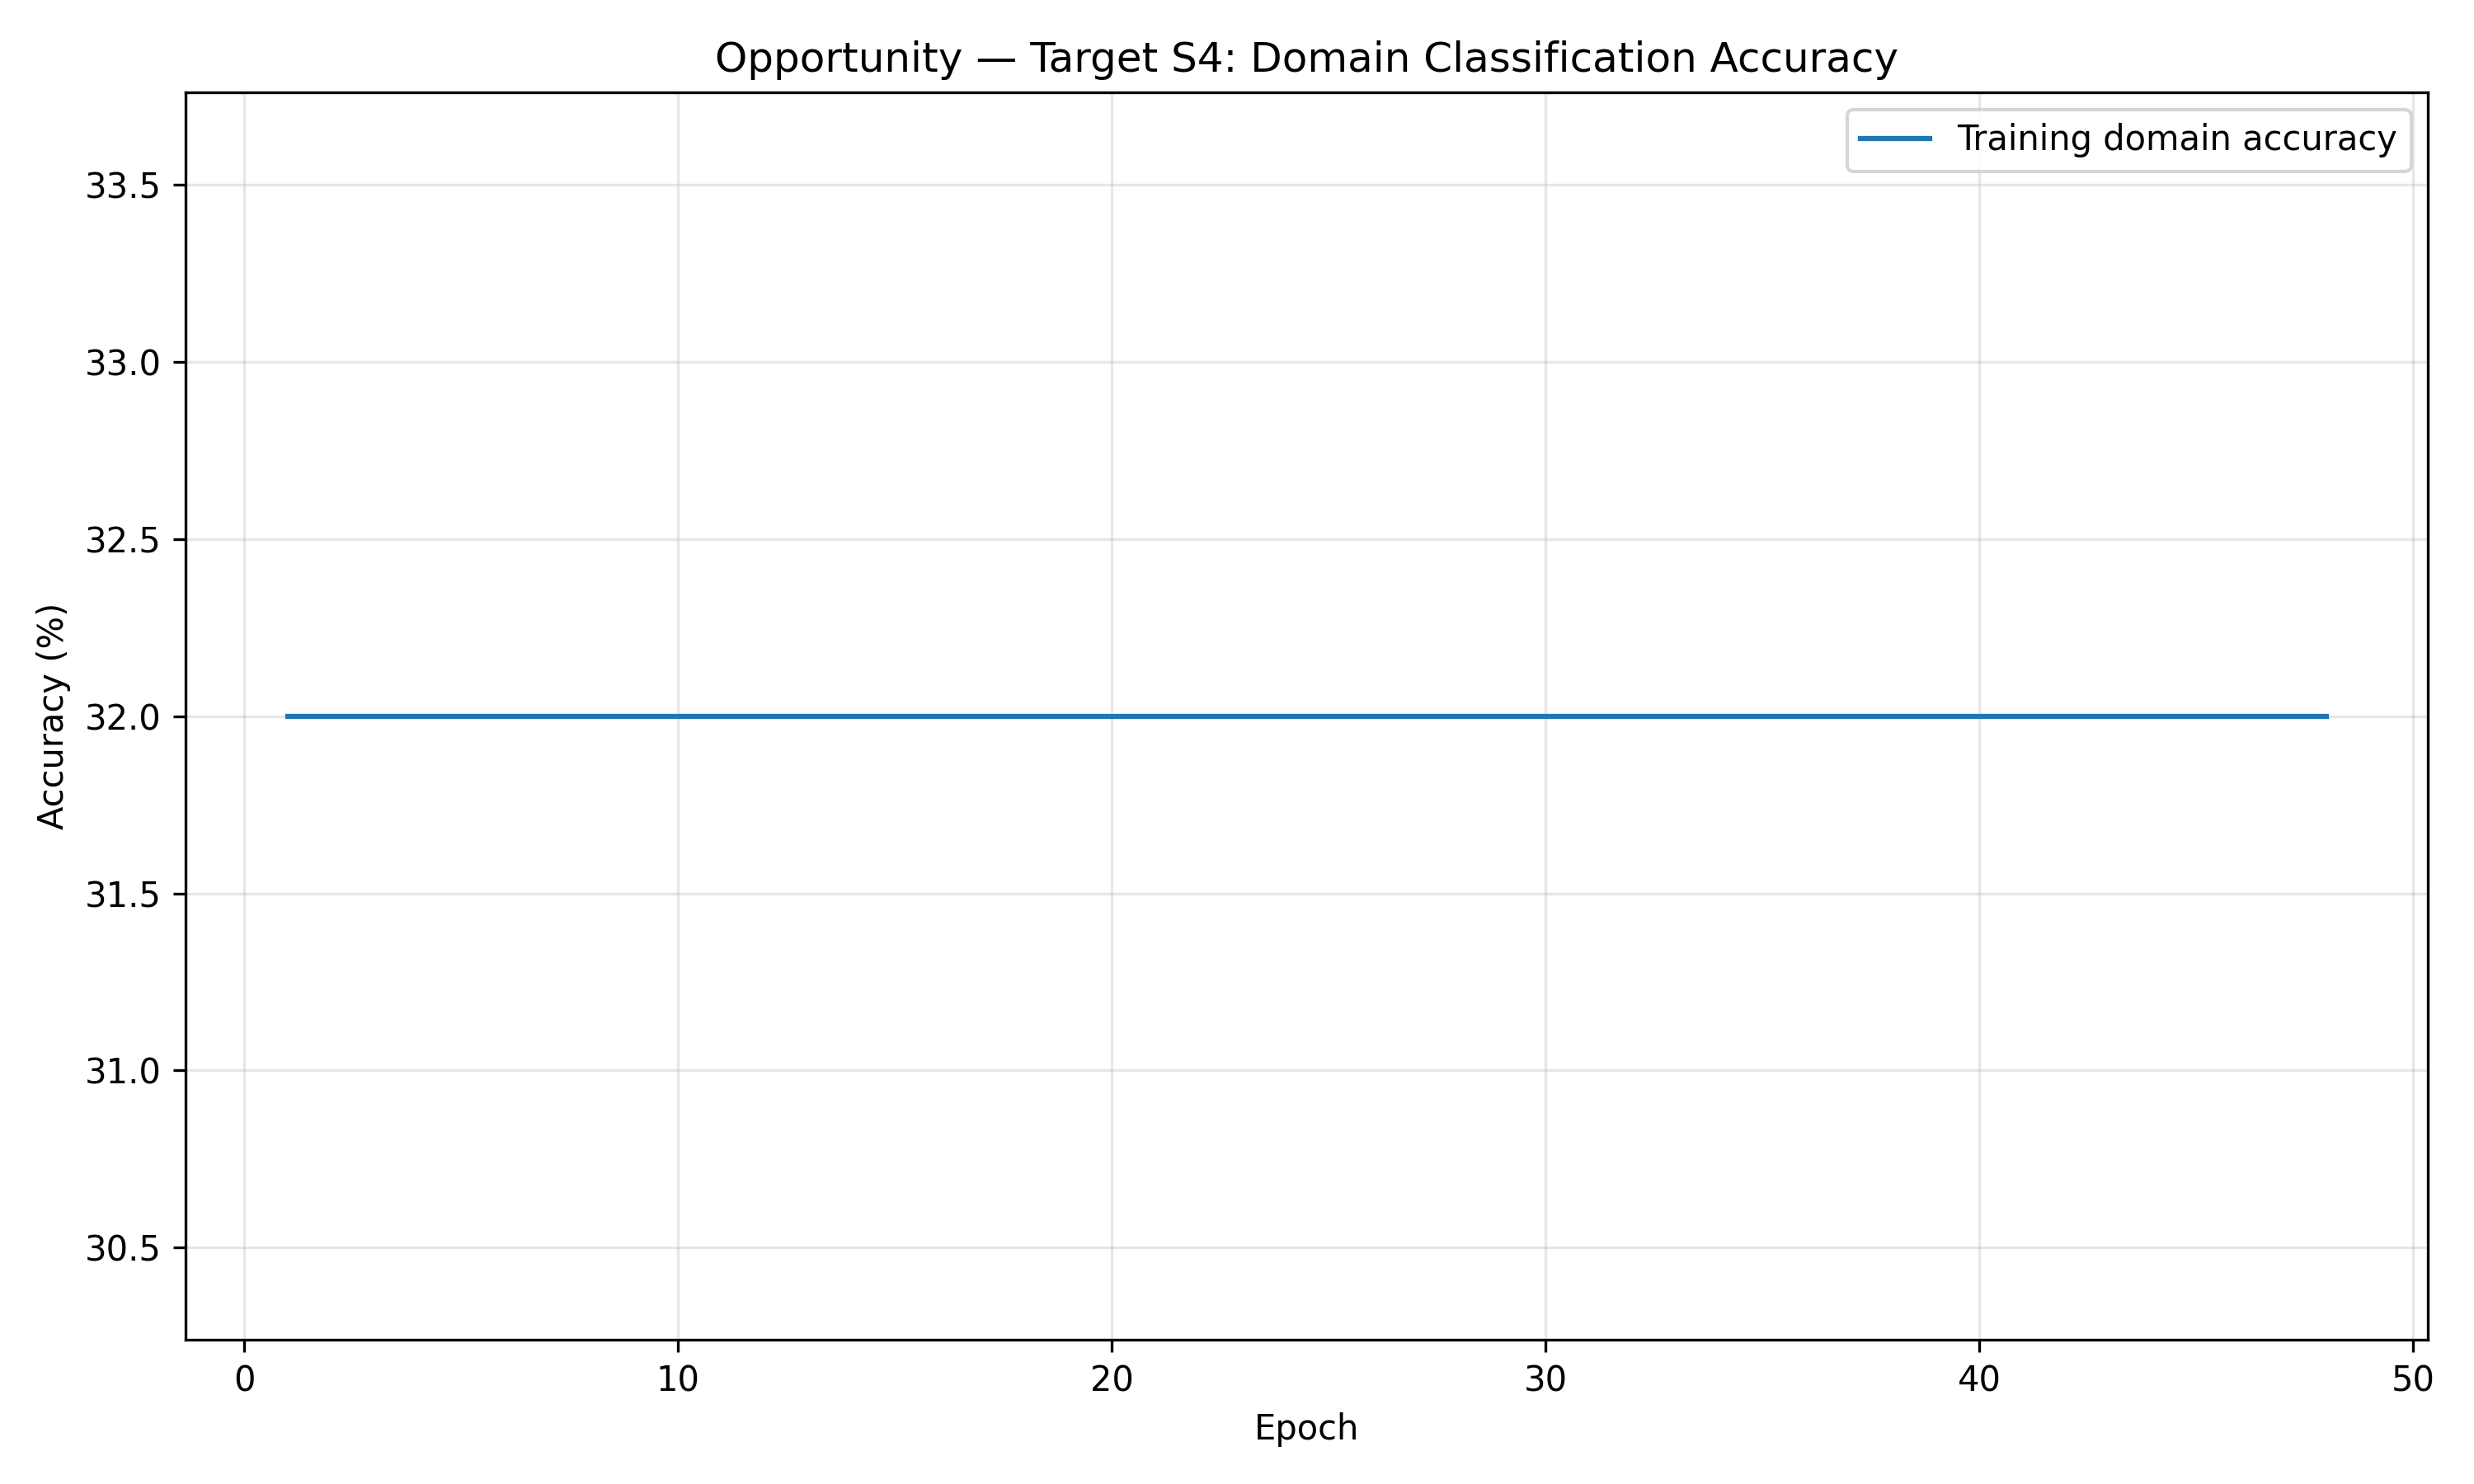 Opportunity — Target S4: Domain Classification Accuracy
Training domain accuracy
33.5
33.0
32.5
32.0
31.5
31.0
30.5
Accuracy (%)
0 10 20 30 40 50
Epoch